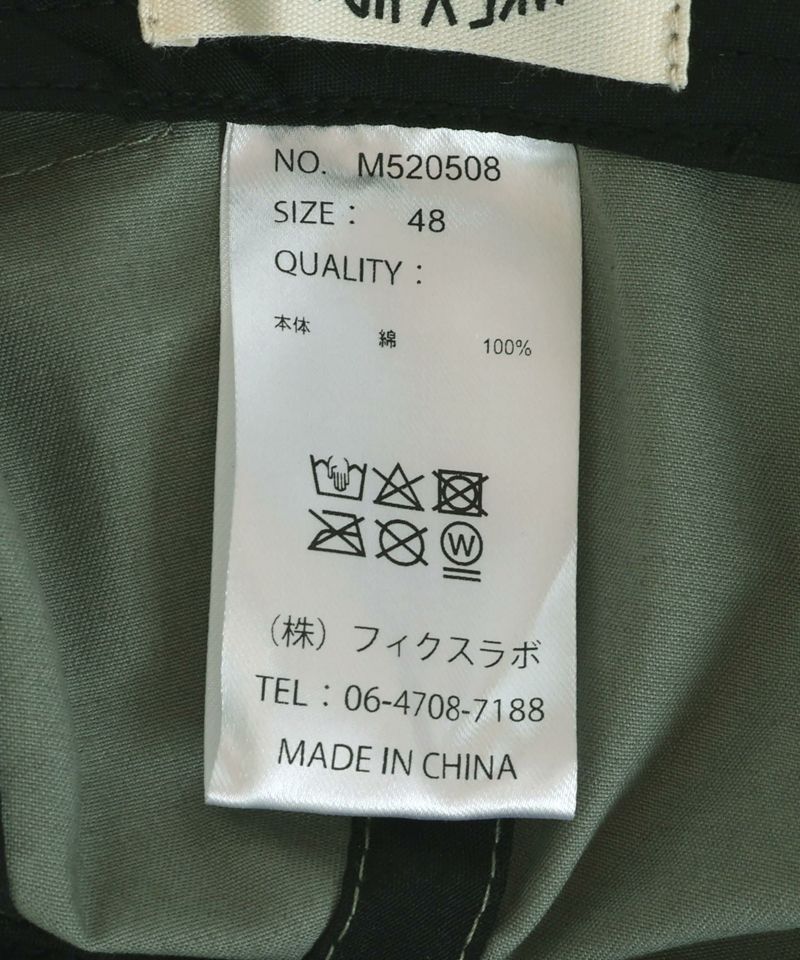 NO. M520508
SIZE : 48
QUALITY :
本体 綿 100%
W
(株) フィクスラボ
TEL : 06-4708-7188
MADE IN CHINA